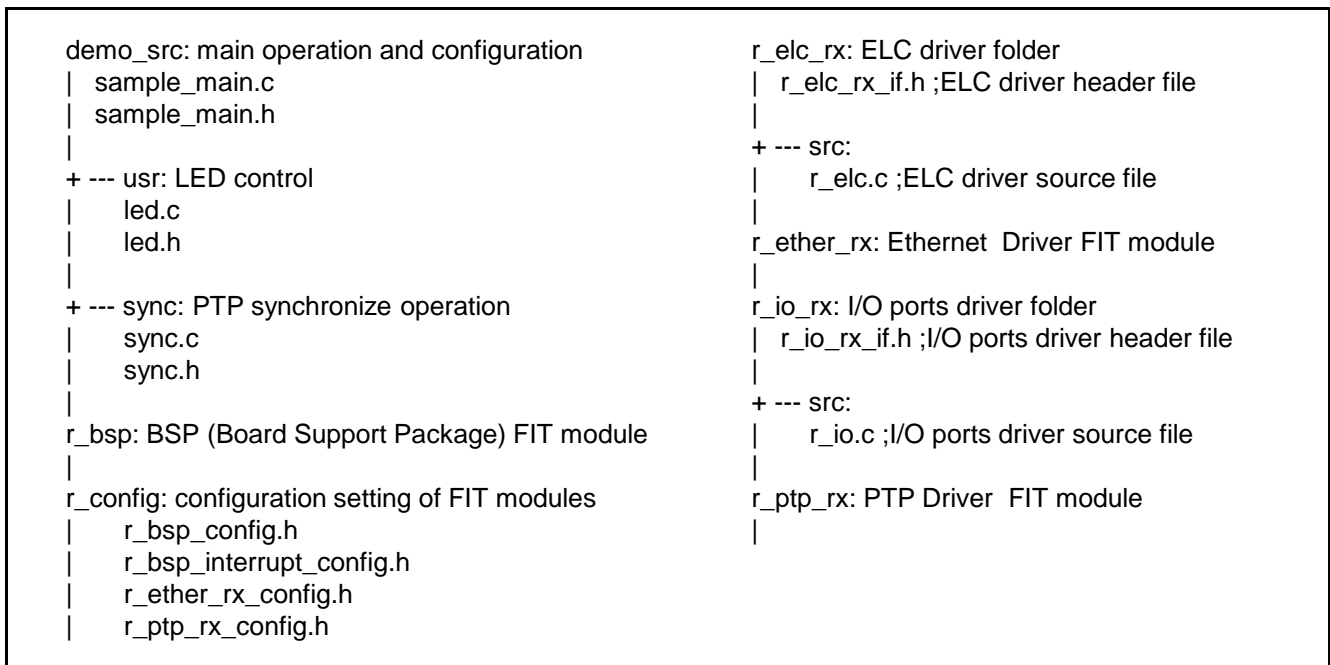 demo_src: main operation and configuration
| sample_main.c
| sample_main.h
|
+ --- usr: LED control
| led.c
| led.h
|
+ --- sync: PTP synchronize operation
| sync.c
| sync.h
|
r_bsp: BSP (Board Support Package) FIT module
|
r_config: configuration setting of FIT modules
| r_bsp_config.h
| r_bsp_interrupt_config.h
| r_ether_rx_config.h
| r_ptp_rx_config.h
r_elc_rx: ELC driver folder
| r_elc_rx_if.h ;ELC driver header file
|
+ --- src:
| r_elc.c ;ELC driver source file
|
r_ether_rx: Ethernet Driver FIT module
|
r_io_rx: I/O ports driver folder
| r_io_rx_if.h ;I/O ports driver header file
|
+ --- src:
| r_io.c ;I/O ports driver source file
|
r_ptp_rx: PTP Driver FIT module
|